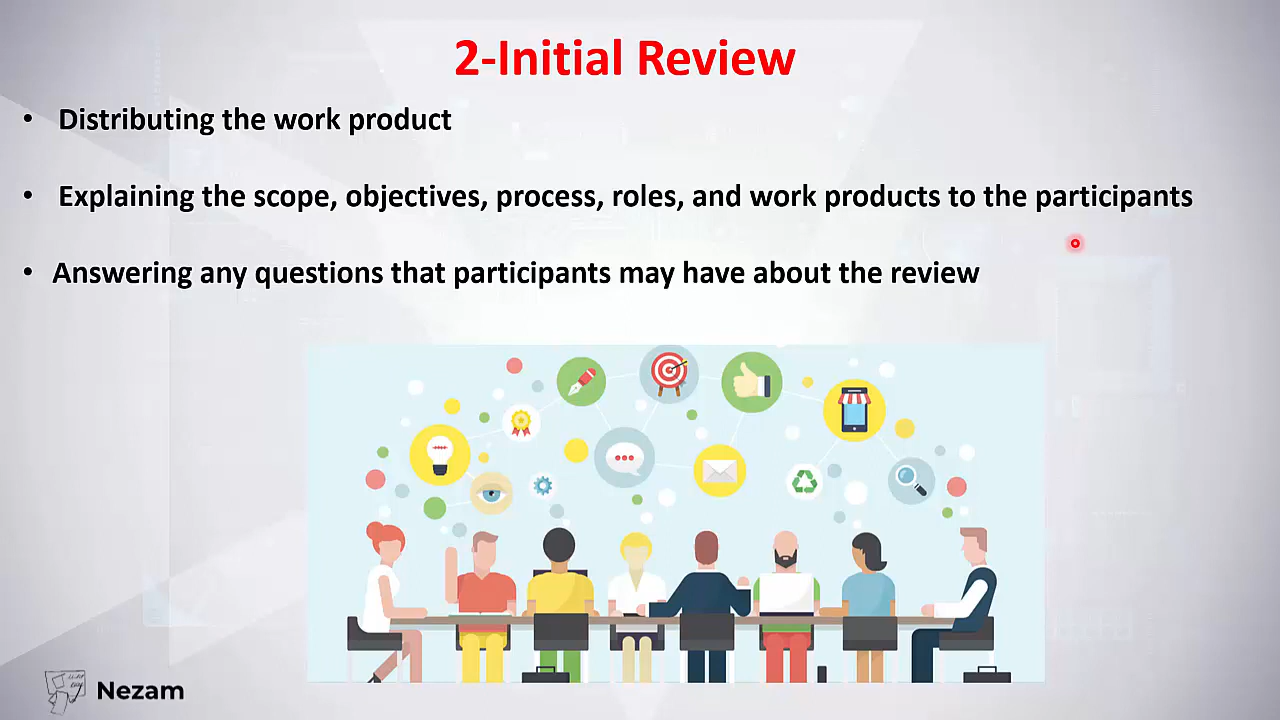 2-Initial Review
• Distributing the work product
• Explaining the scope, objectives, process, roles, and work products to the participants
• Answering any questions that participants may have about the review
Nezam